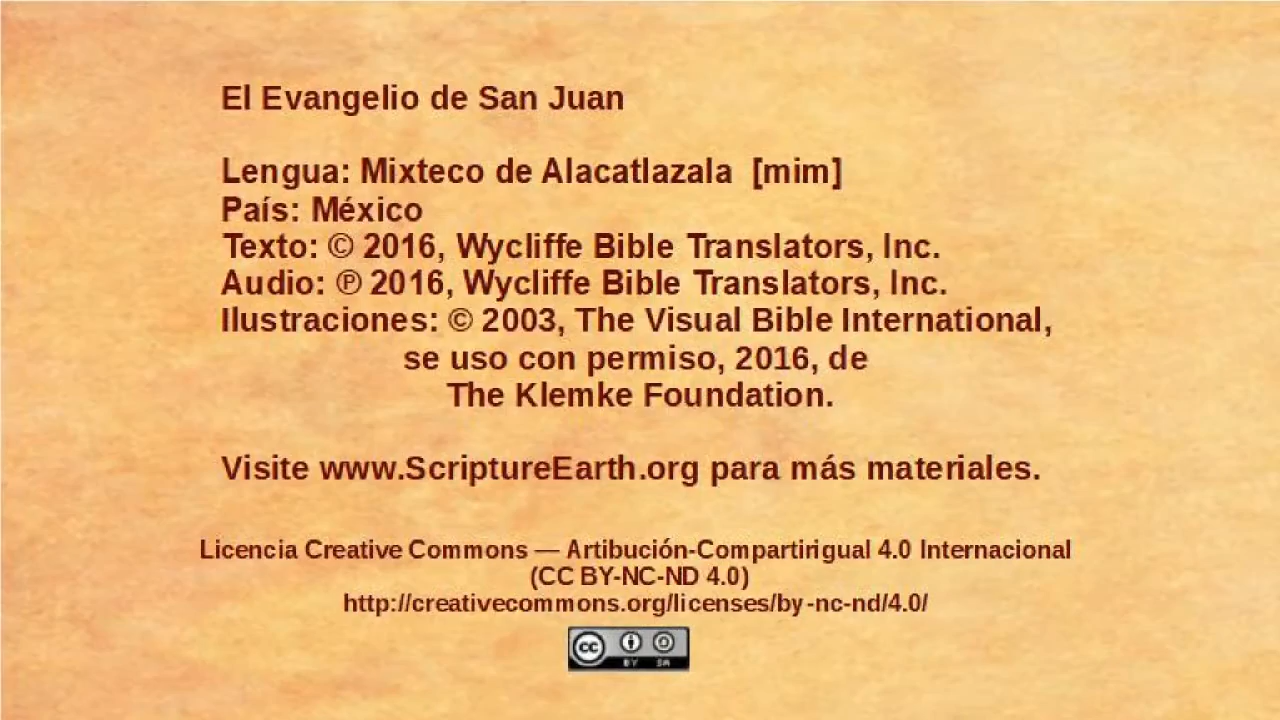 El Evangelio de San Juan
Lengua: Mixteco de Alacatlazala [mim]
País: México
Texto: © 2016, Wycliffe Bible Translators, Inc.
Audio: ℗ 2016, Wycliffe Bible Translators, Inc.
Ilustraciones: © 2003, The Visual Bible International,
se uso con permiso, 2016, de
The Klemke Foundation.
Visite www.ScriptureEarth.org para más materiales.
Licencia Creative Commons — Artibución-Compartirigual 4.0 Internacional
(CC BY-NC-ND 4.0)
http://creativecommons.org/licenses/by-nc-nd/4.0/
cc BY SA